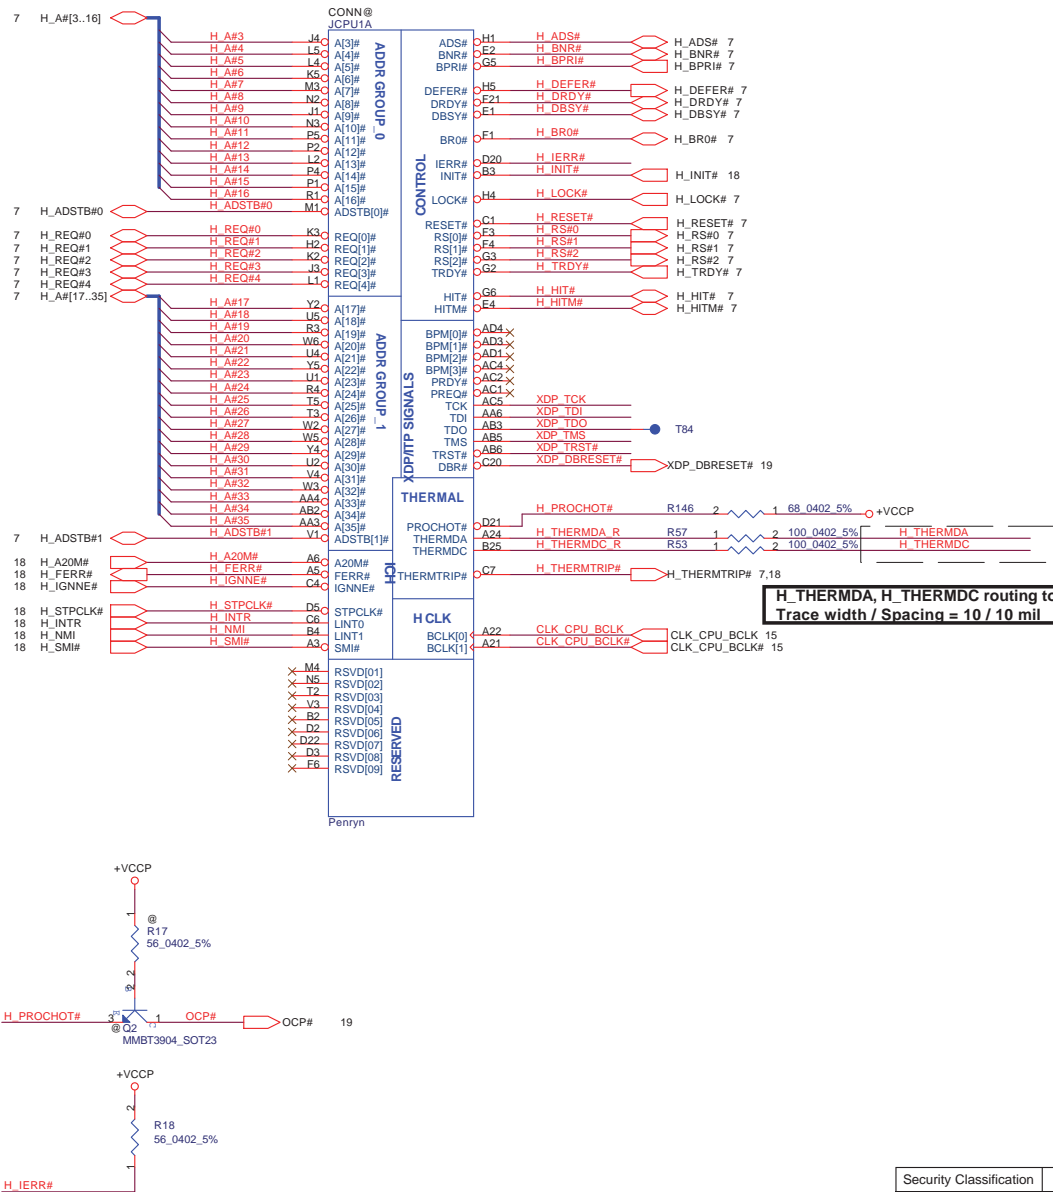 CONN@
JCPU1A
7 H_A#[3..16]
H_A#3 J4 A[3]# ADS# H1 H_ADS# H_ADS# 7
H_A#4 L5 A[4]# BNR# E2 H_BNR# H_BNR# 7
H_A#5 L4 A[5]# BPRI# G5 H_BPRI# H_BPRI# 7
H_A#6 K5 A[6]#
H_A#7 M3 A[7]# DEFER# H5 H_DEFER# H_DEFER# 7
H_A#8 N2 A[8]# DRDY# F21 H_DRDY# H_DRDY# 7
H_A#9 J1 A[9]# DBSY# E1 H_DBSY# H_DBSY# 7
H_A#10 N3 A[10]#
H_A#11 P5 A[11]# BR0# F1 H_BR0# H_BR0# 7
H_A#12 P2 A[12]#
H_A#13 L2 A[13]# IERR# D20 H_IERR#
H_A#14 P4 A[14]# INIT# B3 H_INIT# H_INIT# 18
H_A#15 P1 A[15]#
H_A#16 R1 A[16]# LOCK# H4 H_LOCK# H_LOCK# 7
7 H_ADSTB#0 H_ADSTB#0 M1 ADSTB[0]#
ADDR GROUP_0
CONTROL
RESET# C1 H_RESET# H_RESET# 7
7 H_REQ#0 H_REQ#0 K3 REQ[0]# RS[0]# F3 H_RS#0 H_RS#0 7
7 H_REQ#1 H_REQ#1 H2 REQ[1]# RS[1]# F4 H_RS#1 H_RS#1 7
7 H_REQ#2 H_REQ#2 K2 REQ[2]# RS[2]# G3 H_RS#2 H_RS#2 7
7 H_REQ#3 H_REQ#3 J3 REQ[3]# TRDY# G2 H_TRDY# H_TRDY# 7
7 H_REQ#4 H_REQ#4 L1 REQ[4]#
7 H_A#[17..35]
HIT# G6 H_HIT# H_HIT# 7
H_A#17 Y2 A[17]# HITM# E4 H_HITM# H_HITM# 7
H_A#18 U5 A[18]#
H_A#19 R3 A[19]# BPM[0]# AD4
H_A#20 W6 A[20]# BPM[1]# AD3
H_A#21 U4 A[21]# BPM[2]# AD1
H_A#22 Y5 A[22]# BPM[3]# AC4
H_A#23 U1 A[23]# PRDY# AC2
H_A#24 R4 A[24]# PREQ# AC1
H_A#25 T5 A[25]# TCK AC5 XDP_TCK
H_A#26 T3 A[26]# TDI AA6 XDP_TDI
H_A#27 W2 A[27]# TDO AB3 XDP_TDO T84
H_A#28 W5 A[28]# TMS AB5 XDP_TMS
H_A#29 Y4 A[29]# TRST# AB6 XDP_TRST#
H_A#30 U2 A[30]# DBR# C20 XDP_DBRESET# XDP_DBRESET# 19
H_A#31 V4 A[31]#
H_A#32 W3 A[32]#
H_A#33 AA4 A[33]#
H_A#34 AB2 A[34]#
H_A#35 AA3 A[35]#
7 H_ADSTB#1 H_ADSTB#1 V1 ADSTB[1]#
ADDR GROUP_1
XDP/ITP SIGNALS
THERMAL
PROCHOT# D21 H_PROCHOT# R146 2 1 68_0402_5% +VCCP
THERMDA A24 H_THERMDA_R R57 1 2 100_0402_5% H_THERMDA
THERMDC B25 H_THERMDC_R R53 1 2 100_0402_5% H_THERMDC
18 H_A20M# H_A20M# A6 A20M#
18 H_FERR# H_FERR# A5 FERR# THERMTRIP# C7 H_THERMTRIP# H_THERMTRIP# 7,18
18 H_IGNNE# H_IGNNE# C4 IGNNE#
ICH
H_THERMDA, H_THERMDC routing to
Trace width / Spacing = 10 / 10 mil
18 H_STPCLK# H_STPCLK# D5 STPCLK#
18 H_INTR H_INTR C6 LINT0
18 H_NMI H_NMI B4 LINT1
18 H_SMI# H_SMI# A3 SMI#
H CLK
BCLK[0] A22 CLK_CPU_BCLK CLK_CPU_BCLK 15
BCLK[1] A21 CLK_CPU_BCLK# CLK_CPU_BCLK# 15
M4 RSVD[01]
N5 RSVD[02]
T2 RSVD[03]
V3 RSVD[04]
B2 RSVD[05]
D2 RSVD[06]
D22 RSVD[07]
D3 RSVD[08]
F6 RSVD[09]
RESERVED
Penryn
+VCCP
1
@
R17
56_0402_5%
2
2
B
H_PROCHOT# 3 E C 1 OCP# OCP# 19
@ Q2
MMBT3904_SOT23
+VCCP
2
R18
56_0402_5%
1
H_IERR#
Security Classification